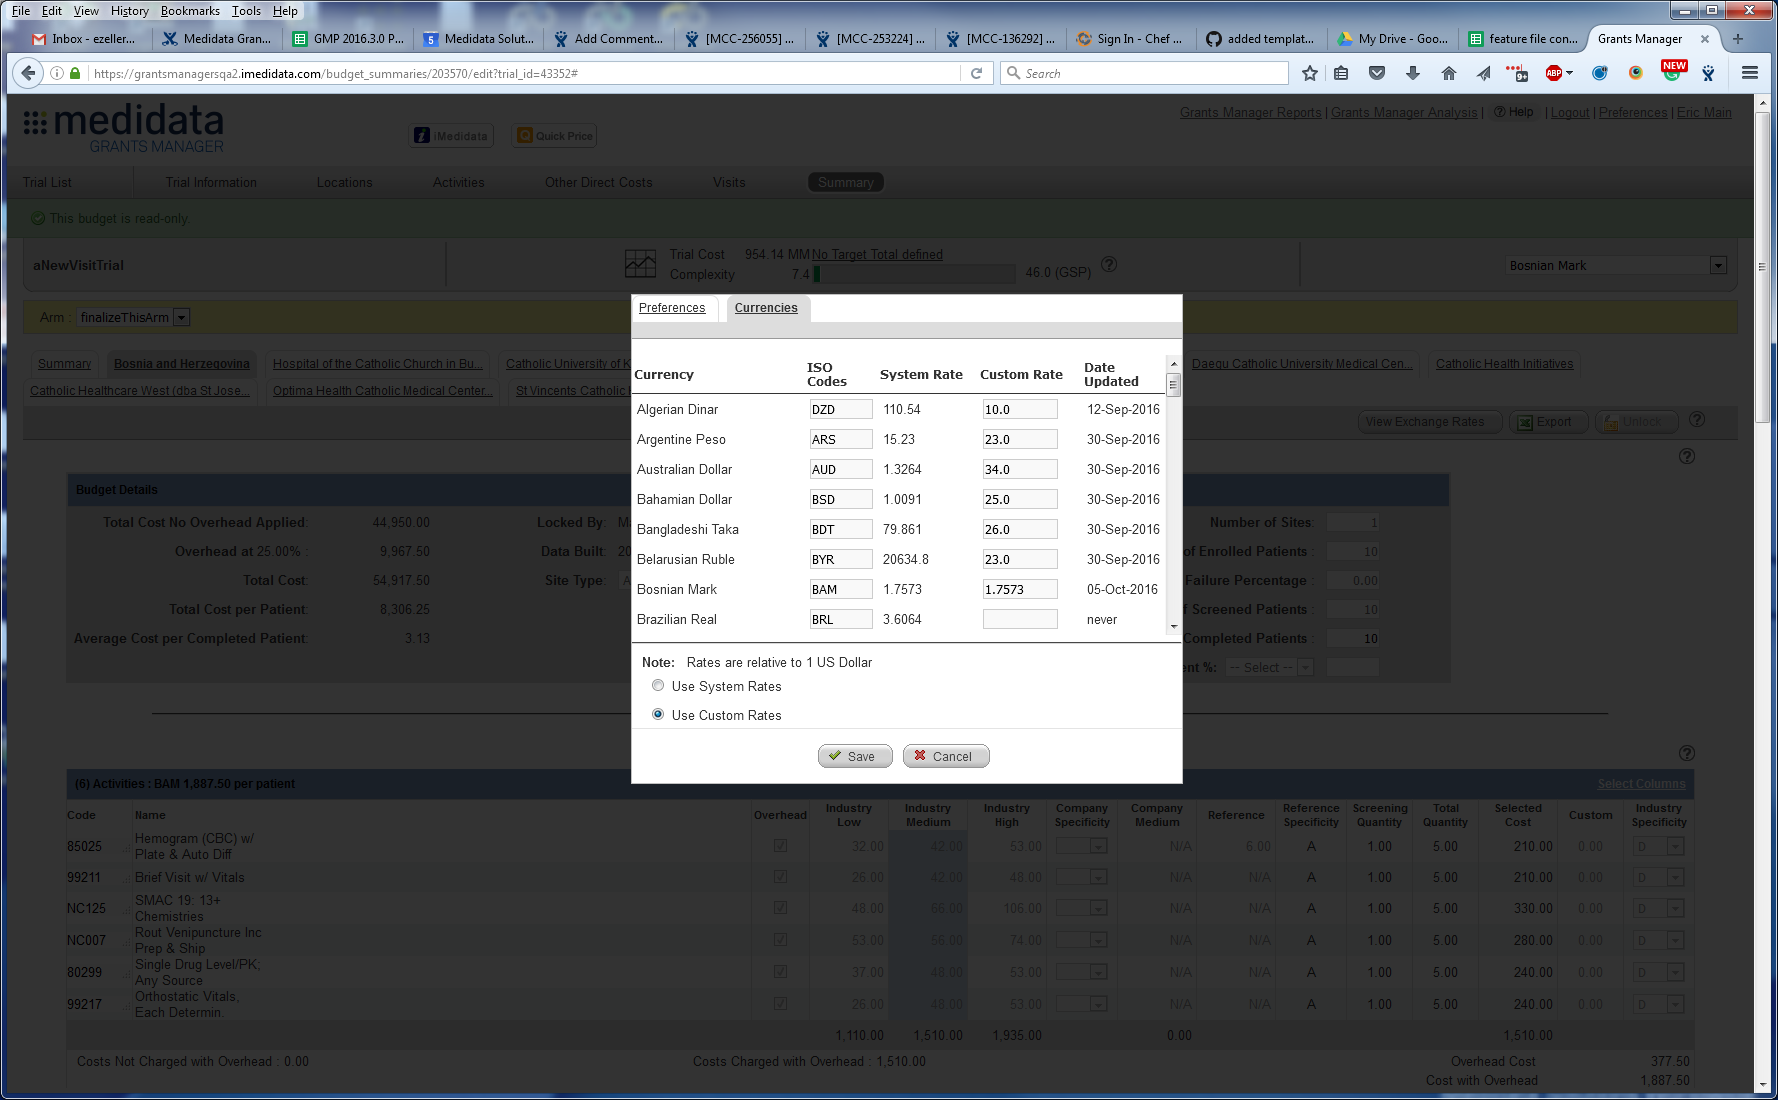 File Edit View History Bookmarks Tools Help
Inbox - ezeller... Medidata Gran... GMP 2016.3.0 P... Medidata Solut... Add Comment... [MCC-256055] ... [MCC-253224] ... [MCC-136292] ... Sign In - Chef ... added templat... My Drive - Goo... feature file con... Grants Manager
https://grantsmanagersqa2.imedidata.com/budget_summaries/203570/edit?trial_id=43352# Search 9+ ABP NEW
medidata
GRANTS MANAGER
iMedidata Quick Price
Grants Manager Reports | Grants Manager Analysis | Help | Logout | Preferences | Eric Main
Trial List Trial Information Locations Activities Other Direct Costs Visits Summary
This budget is read-only.
aNewVisitTrial
Trial Cost 954.14 MM No Target Total defined
Complexity 7.4 46.0 (GSP)
Bosnian Mark
Arm : finalizeThisArm
Summary Bosnia and Herzegovina Hospital of the Catholic Church in Bu... Catholic University of K Daegu Catholic University Medical Cen... Catholic Health Initiatives
Catholic Healthcare West (dba St Jose... Optima Health Catholic Medical Center... St Vincents Catholic
View Exchange Rates Export Unlock
Preferences Currencies
Currency ISO Codes System Rate Custom Rate Date Updated
Algerian Dinar DZD 110.54 10.0 12-Sep-2016
Argentine Peso ARS 15.23 23.0 30-Sep-2016
Australian Dollar AUD 1.3264 34.0 30-Sep-2016
Bahamian Dollar BSD 1.0091 25.0 30-Sep-2016
Bangladeshi Taka BDT 79.861 26.0 30-Sep-2016
Belarusian Ruble BYR 20634.8 23.0 30-Sep-2016
Bosnian Mark BAM 1.7573 1.7573 05-Oct-2016
Brazilian Real BRL 3.6064 never
Note: Rates are relative to 1 US Dollar
Use System Rates
Use Custom Rates
Save Cancel
Budget Details
Total Cost No Overhead Applied: 44,950.00 Locked By: Number of Sites: 1
Overhead at 25.00% : 9,967.50 Data Built: 20 of Enrolled Patients : 10
Total Cost: 54,917.50 Site Type: A Failure Percentage : 0.00
Total Cost per Patient: 8,306.25 f Screened Patients : 10
Average Cost per Completed Patient: 3.13 Completed Patients : 10
nt %: -- Select --
(6) Activities : BAM 1,887.50 per patient Select Columns
Code Name Overhead Industry Low Industry Medium Industry High Company Specificity Company Medium Reference Reference Specificity Screening Quantity Total Quantity Selected Cost Custom Industry Specificity
85025 Hemogram (CBC) w/ Plate & Auto Diff 32.00 42.00 53.00 N/A 6.00 A 1.00 5.00 210.00 0.00 D
99211 Brief Visit w/ Vitals 26.00 42.00 48.00 N/A N/A A 1.00 5.00 210.00 0.00 D
NC125 SMAC 19: 13+ Chemistries 48.00 66.00 106.00 N/A N/A A 1.00 5.00 330.00 0.00 D
NC007 Rout Venipuncture Inc Prep & Ship 53.00 56.00 74.00 N/A N/A A 1.00 5.00 280.00 0.00 D
80299 Single Drug Level/PK; Any Source 37.00 48.00 53.00 N/A N/A A 1.00 5.00 240.00 0.00 D
99217 Orthostatic Vitals, Each Determin. 26.00 48.00 53.00 N/A N/A A 1.00 5.00 240.00 0.00 D
1,110.00 1,510.00 1,935.00 0.00 1,510.00
Costs Not Charged with Overhead : 0.00 Costs Charged with Overhead : 1,510.00 Overhead Cost 377.50
Cost with Overhead 1,887.50